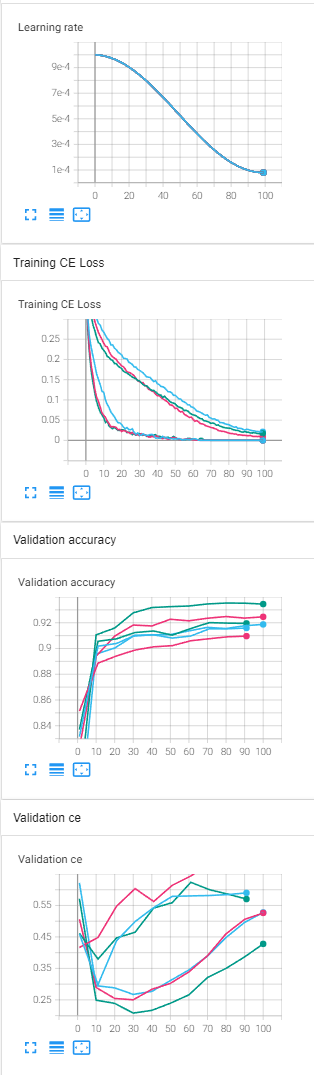 Learning rate
9e-4
7e-4
5e-4
3e-4
1e-4
0 20 40 60 80 100
Training CE Loss
Training CE Loss
0.25
0.2
0.15
0.1
0.05
0
0 10 20 30 40 50 60 70 80 90 100
Validation accuracy
Validation accuracy
0.92
0.9
0.88
0.86
0.84
0 10 20 30 40 50 60 70 80 90 100
Validation ce
Validation ce
0.55
0.45
0.35
0.25
0 10 20 30 40 50 60 70 80 90 100